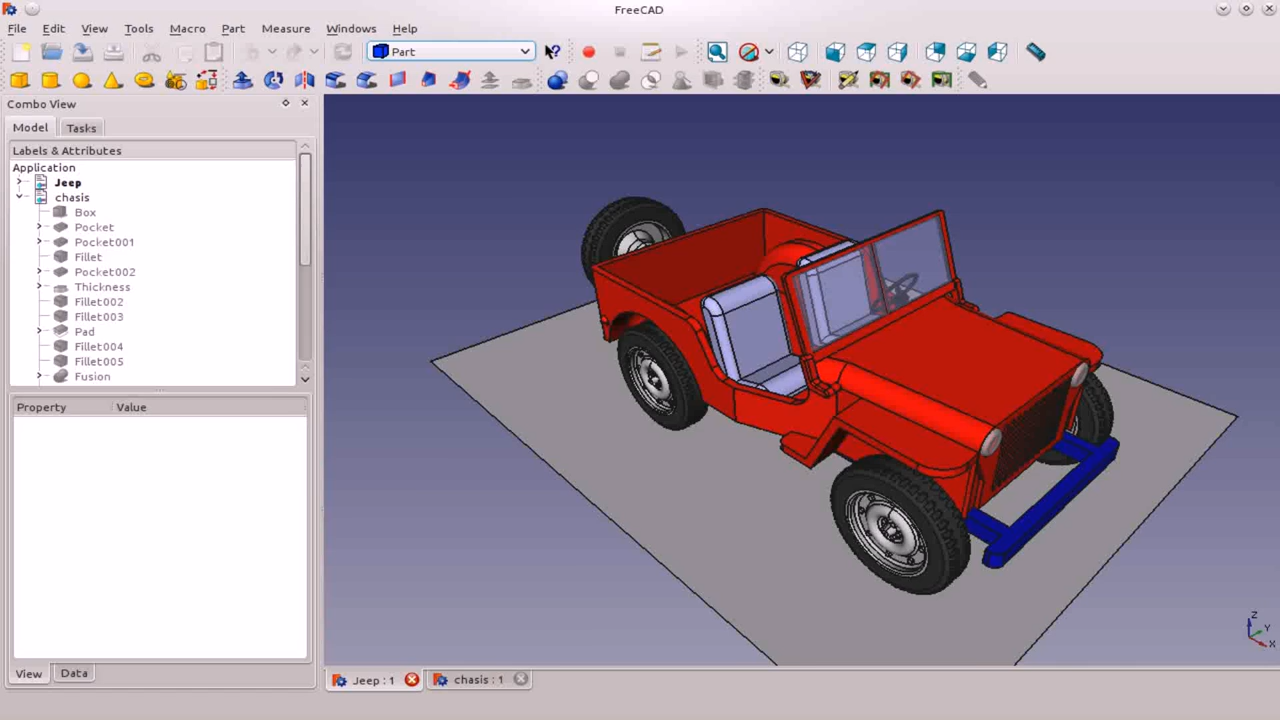 FreeCAD
File Edit View Tools Macro Part Measure Windows Help
Part
Combo View
Model Tasks
Labels & Attributes
Application
Jeep
chasis
Box
Pocket
Pocket001
Fillet
Pocket002
Thickness
Fillet002
Fillet003
Pad
Fillet004
Fillet005
Fusion
Property Value
View Data
Jeep : 1 chasis : 1
Z
Y
X